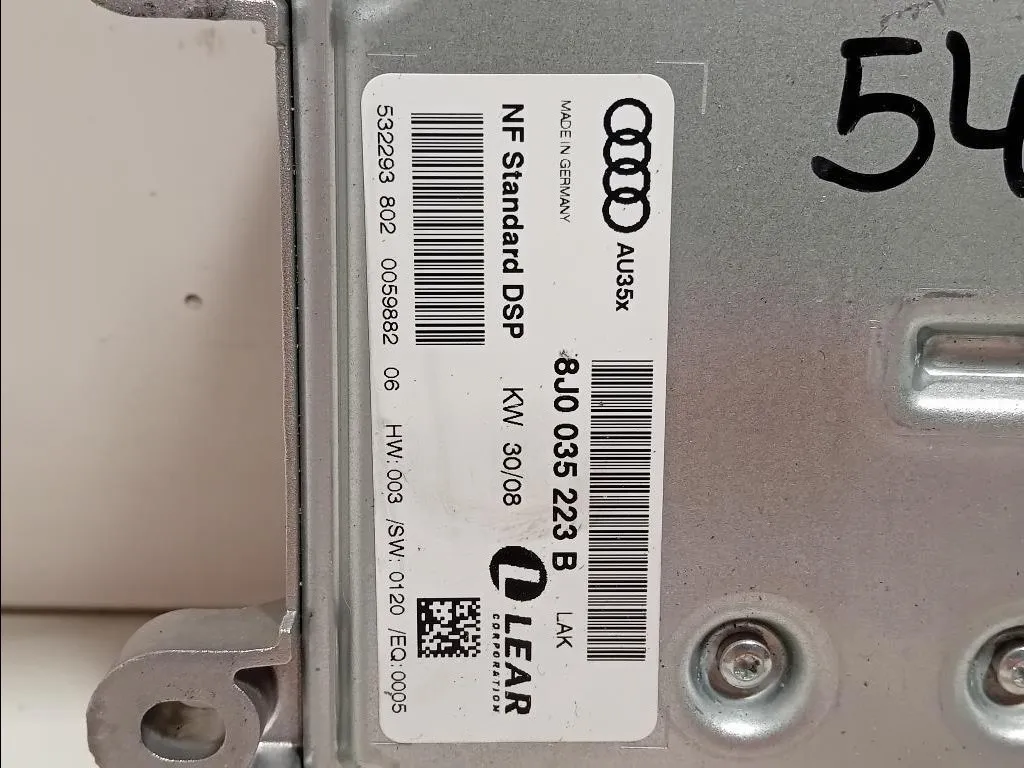 AU35x
MADE IN GERMANY
8J0 035 223 B LAK
NF Standard DSP KW 30/08
LEAR
CORPORATION
532293 802 0059882 06 HW: 003 /SW: 0120 /EQ:0005
54